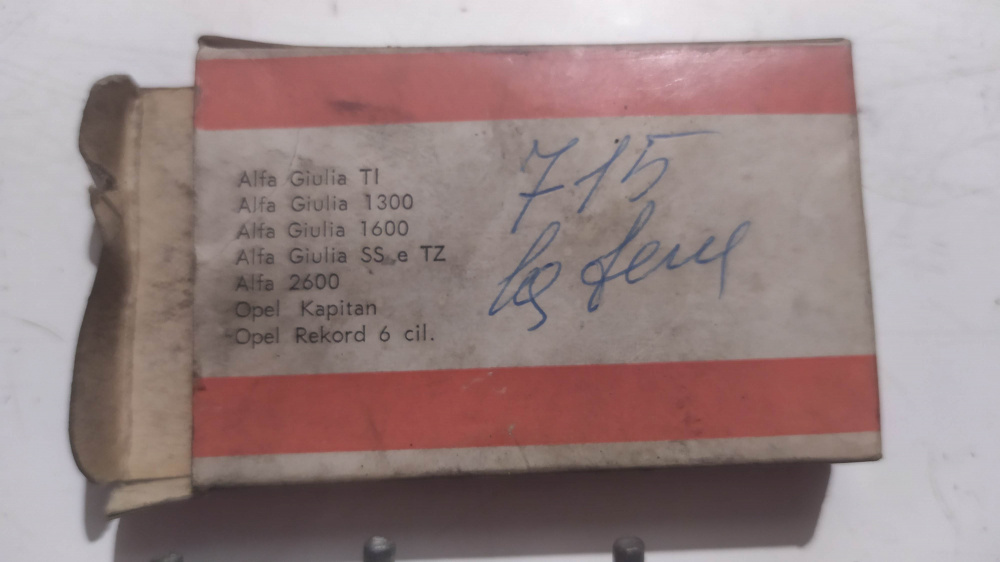 Alfa Giulia TI
Alfa Giulia 1300
Alfa Giulia 1600
Alfa Giulia SS e TZ
Alfa 2600
Opel Kapitan
Opel Rekord 6 cil.
715